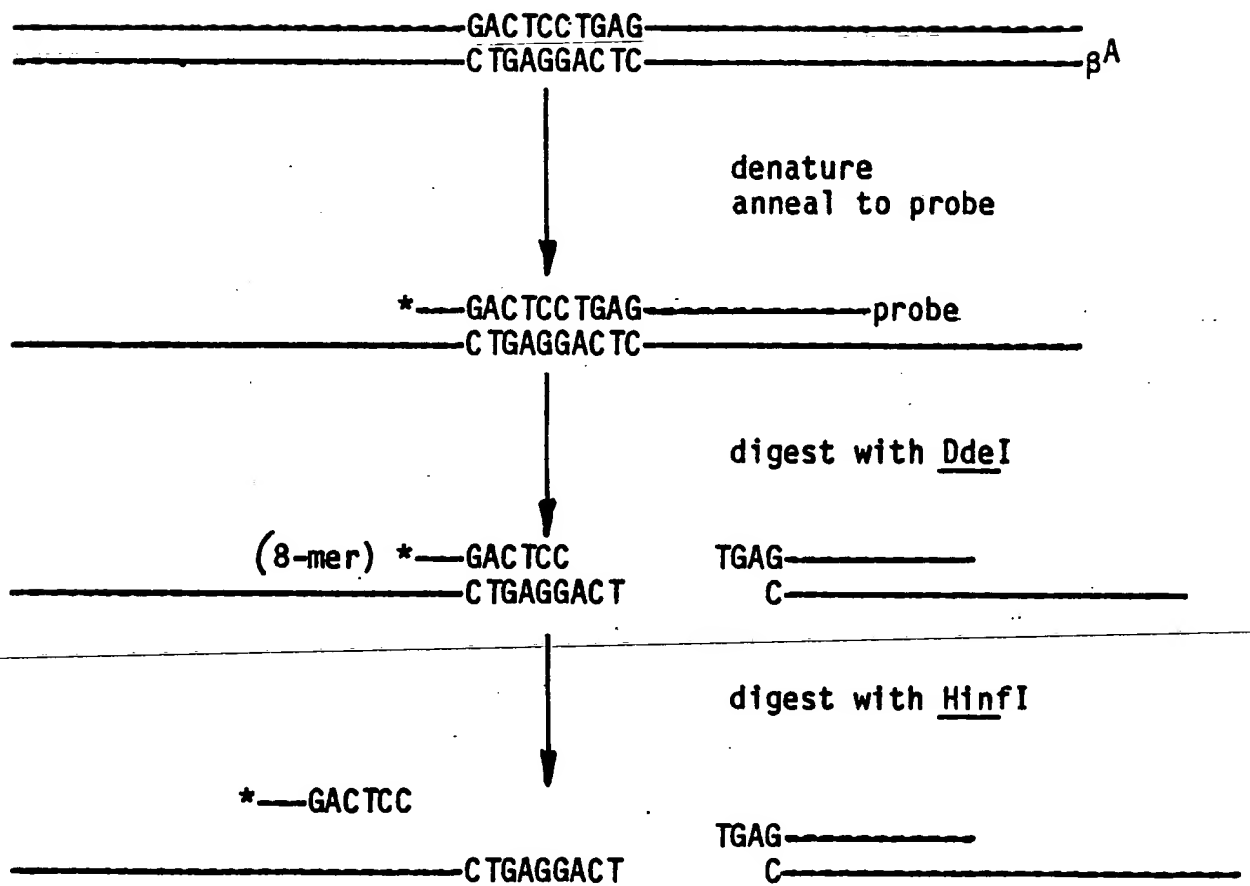 GACTCCTGAG
CTGAGGACTC βA
denature
anneal to probe
* GACTCCTGAG probe
CTGAGGACTC
digest with DdeI
(8-mer) * GACTCC TGAG
CTGAGGACT C
digest with HinfI
* GACTCC
TGAG
CTGAGGACT C